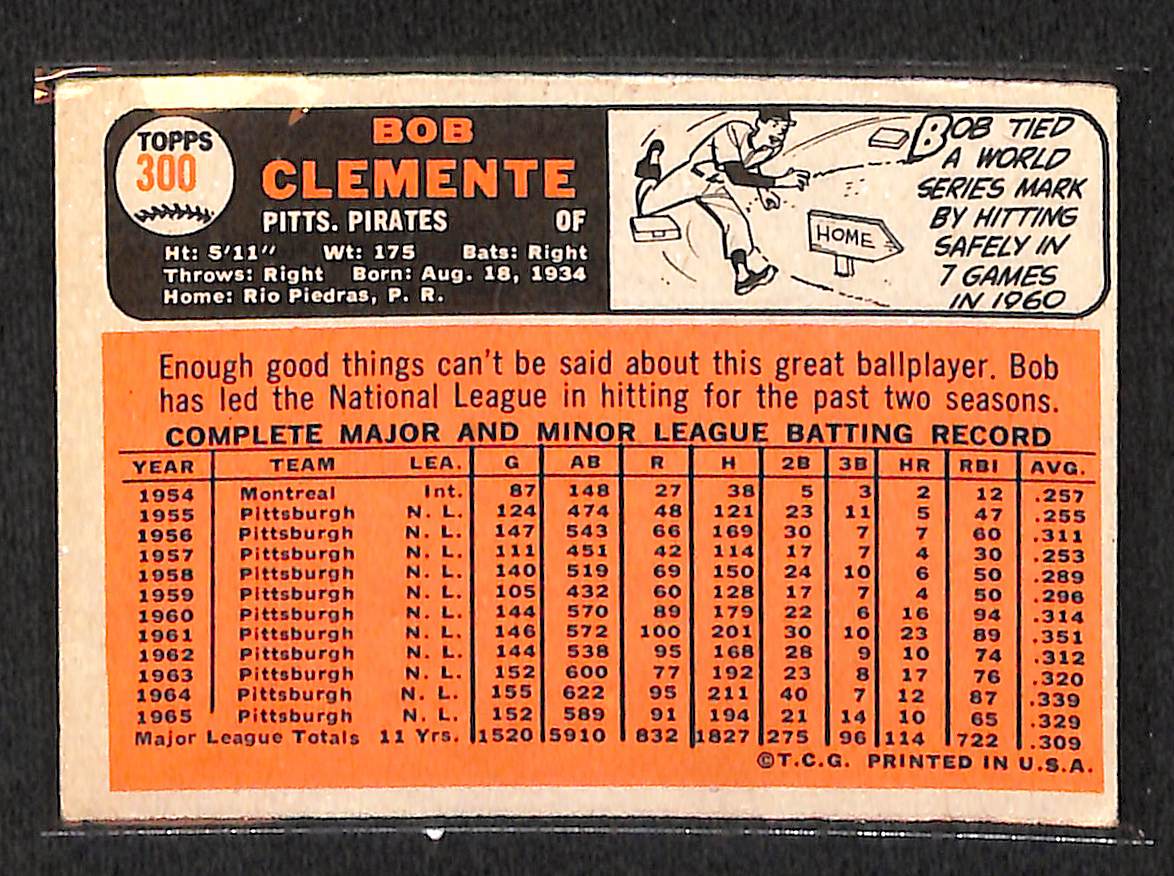 TOPPS
300
BOB
CLEMENTE
PITTS. PIRATES OF
Ht: 5'11" Wt: 175 Bats: Right
Throws: Right Born: Aug. 18, 1934
Home: Rio Piedras, P. R.
HOME
BOB TIED
A WORLD
SERIES MARK
BY HITTING
SAFELY IN
7 GAMES
IN 1960
Enough good things can't be said about this great ballplayer. Bob
has led the National League in hitting for the past two seasons.
COMPLETE MAJOR AND MINOR LEAGUE BATTING RECORD
YEAR TEAM LEA. G AB R H 2B 3B HR RBI AVG.
1954 Montreal Int. 87 148 27 38 5 3 2 12 .257
1955 Pittsburgh N. L. 124 474 48 121 23 11 5 47 .255
1956 Pittsburgh N. L. 147 543 66 169 30 7 7 60 .311
1957 Pittsburgh N. L. 111 451 42 114 17 7 4 30 .253
1958 Pittsburgh N. L. 140 519 69 150 24 10 6 50 .289
1959 Pittsburgh N. L. 105 432 60 128 17 7 4 50 .296
1960 Pittsburgh N. L. 144 570 89 179 22 6 16 94 .314
1961 Pittsburgh N. L. 146 572 100 201 30 10 23 89 .351
1962 Pittsburgh N. L. 144 538 95 168 28 9 10 74 .312
1963 Pittsburgh N. L. 152 600 77 192 23 8 17 76 .320
1964 Pittsburgh N. L. 155 622 95 211 40 7 12 87 .339
1965 Pittsburgh N. L. 152 589 91 194 21 14 10 65 .329
Major League Totals 11 Yrs. 1520 5910 832 1827 275 96 114 722 .309
©T.C.G. PRINTED IN U.S.A.